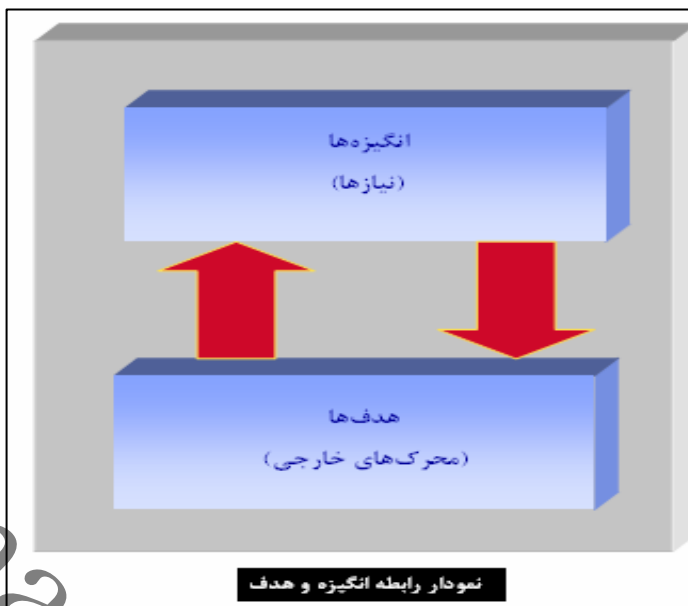 انگیزه‌ها
(نیازها)
هدف‌ها
(محرک‌های خارجی)
نمودار رابطه انگیزه و هدف